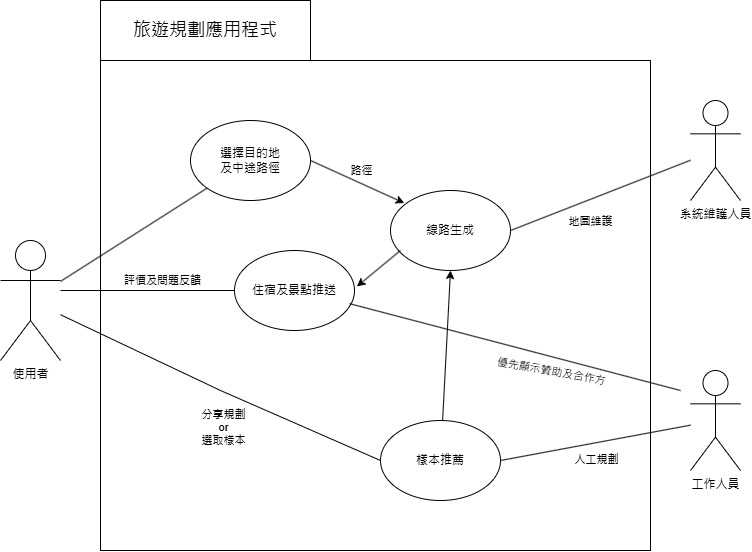 旅遊規劃應用程式
選擇目的地
及中途路徑
路徑
線路生成
地圖維護
系統維護人員
評價及問題反饋
住宿及景點推送
使用者
優先顯示贊助及合作方
分享規劃
or
選取樣本
樣本推薦
人工規劃
工作人員